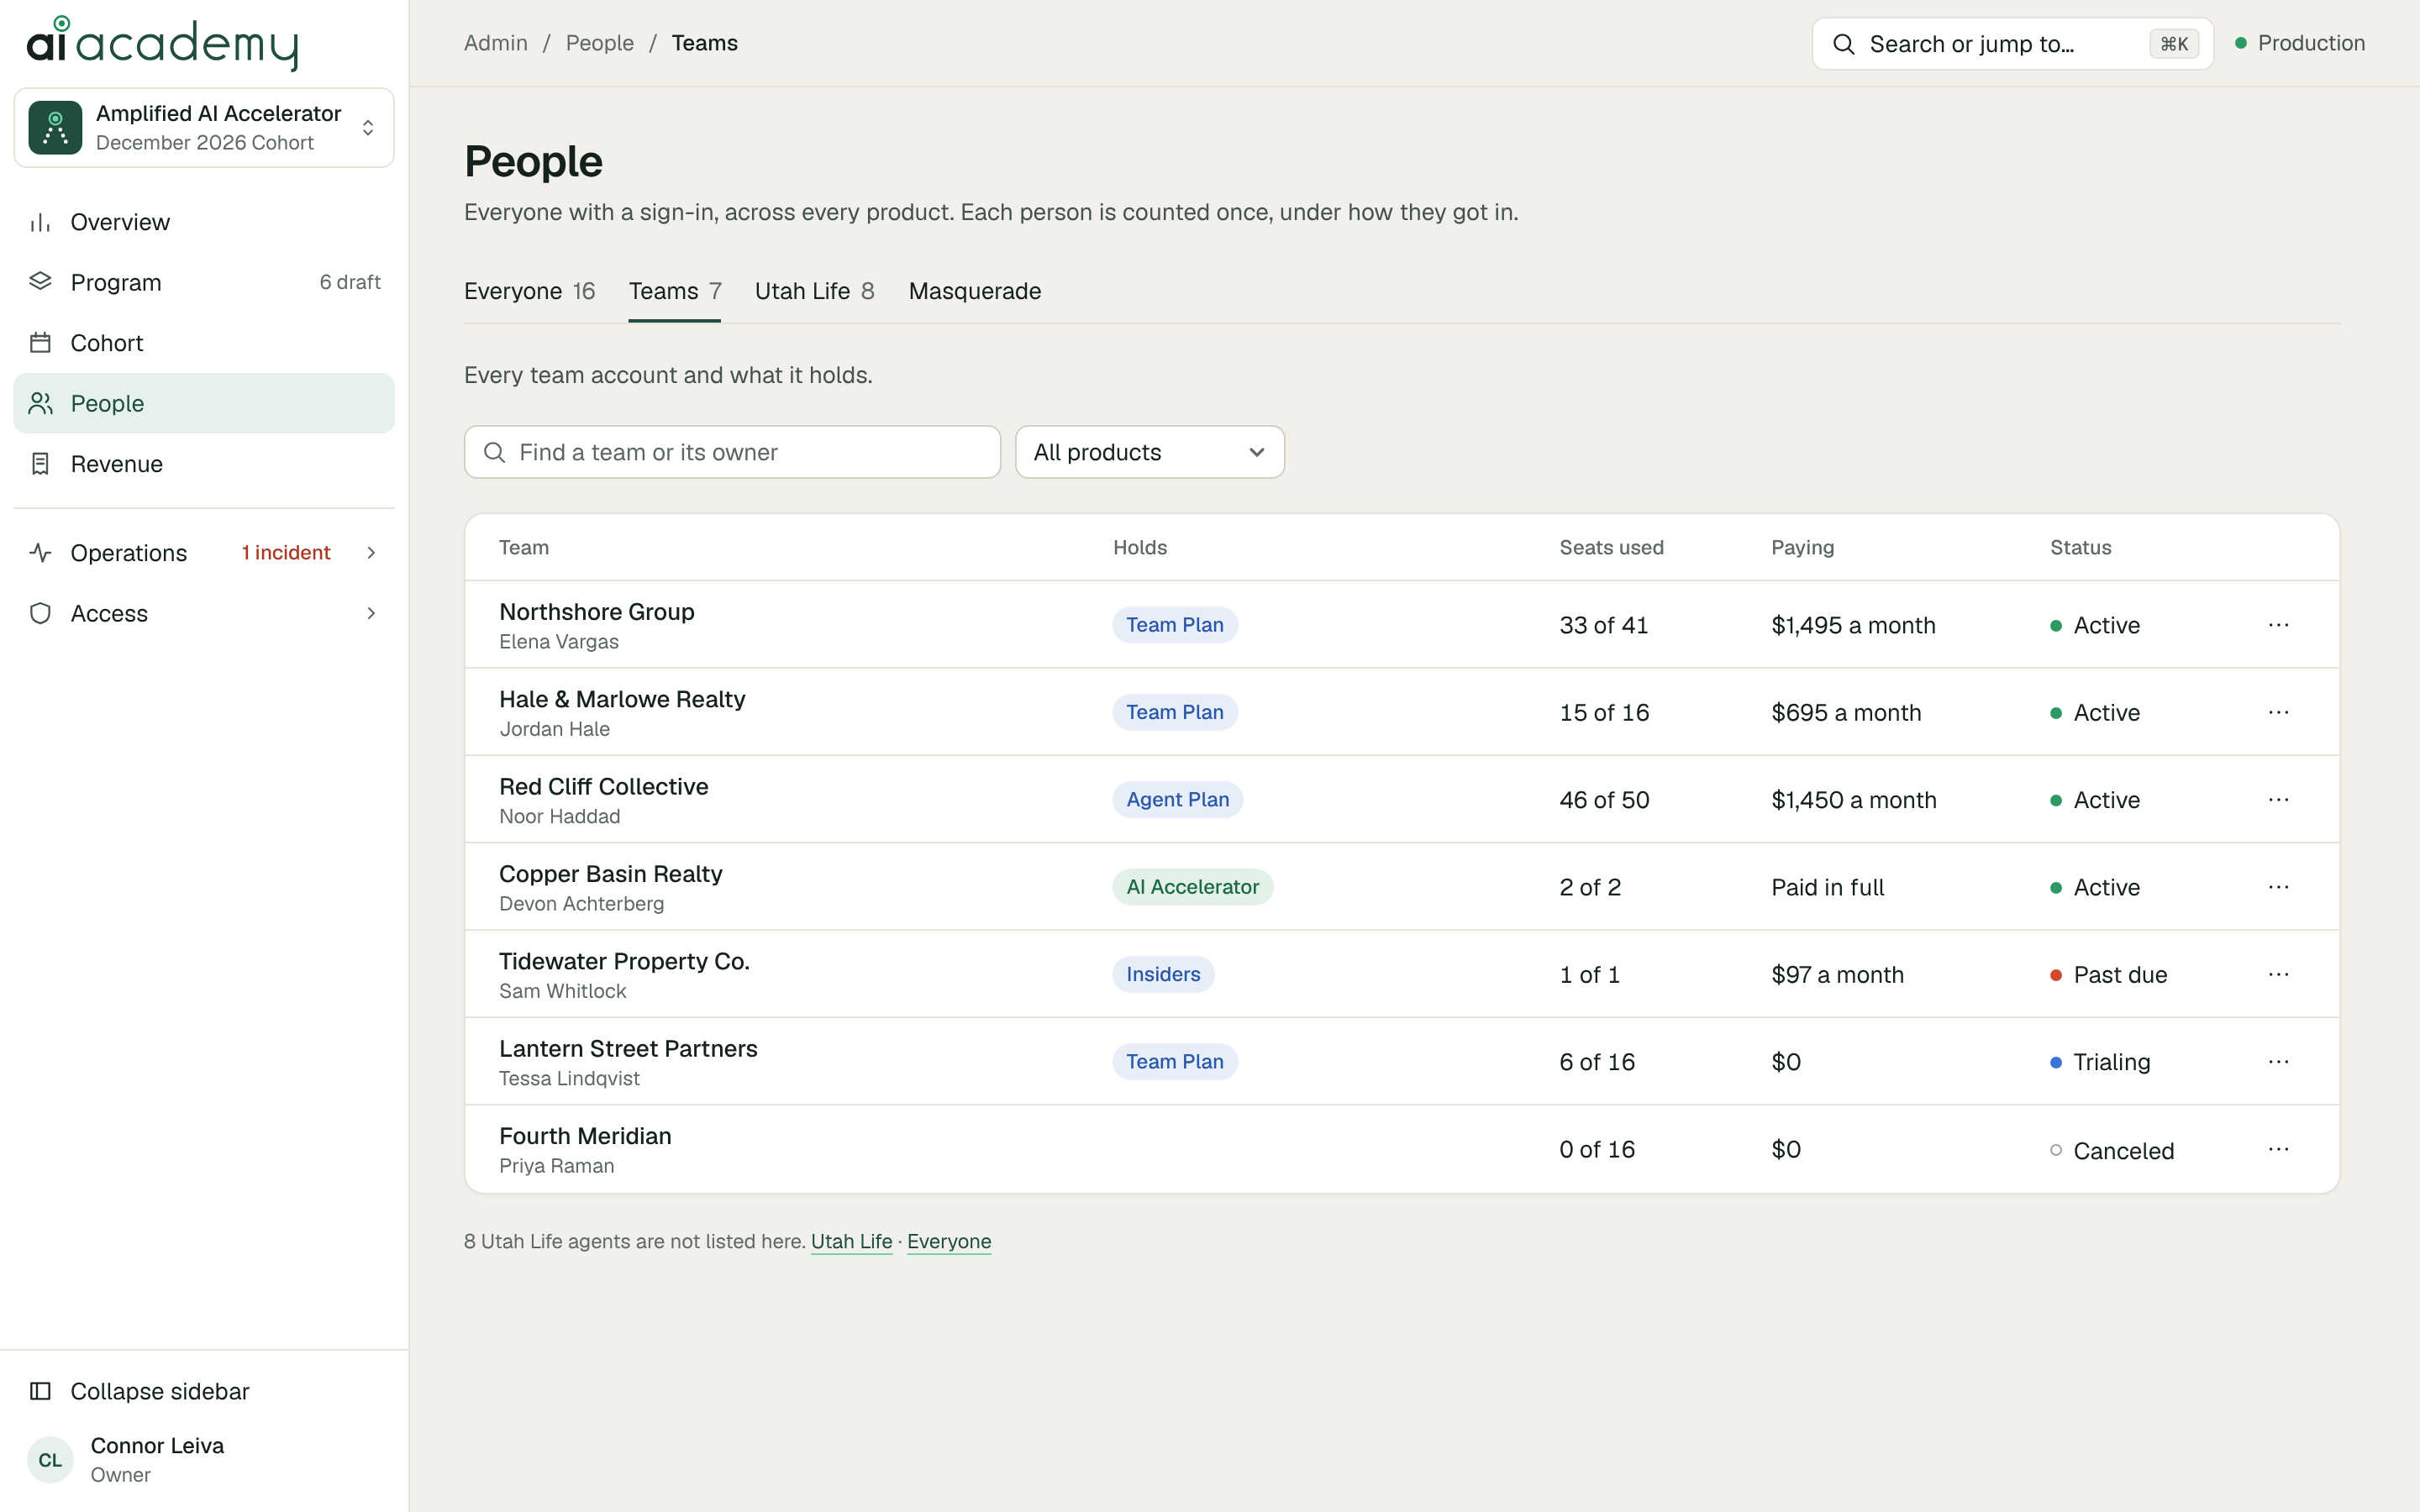 ai academy
Amplified AI Accelerator
December 2026 Cohort
Overview
Program 6 draft
Cohort
People
Revenue
Operations 1 incident
Access
Collapse sidebar
CL
Connor Leiva
Owner
Admin / People / Teams
Search or jump to… ⌘K
Production
People
Everyone with a sign-in, across every product. Each person is counted once, under how they got in.
Everyone 16 Teams 7 Utah Life 8 Masquerade
Every team account and what it holds.
Find a team or its owner
All products
Team Holds Seats used Paying Status
Northshore Group
Elena Vargas
Team Plan 33 of 41 $1,495 a month Active ···
Hale & Marlowe Realty
Jordan Hale
Team Plan 15 of 16 $695 a month Active ···
Red Cliff Collective
Noor Haddad
Agent Plan 46 of 50 $1,450 a month Active ···
Copper Basin Realty
Devon Achterberg
AI Accelerator 2 of 2 Paid in full Active ···
Tidewater Property Co.
Sam Whitlock
Insiders 1 of 1 $97 a month Past due ···
Lantern Street Partners
Tessa Lindqvist
Team Plan 6 of 16 $0 Trialing ···
Fourth Meridian
Priya Raman
0 of 16 $0 Canceled ···
8 Utah Life agents are not listed here. Utah Life · Everyone